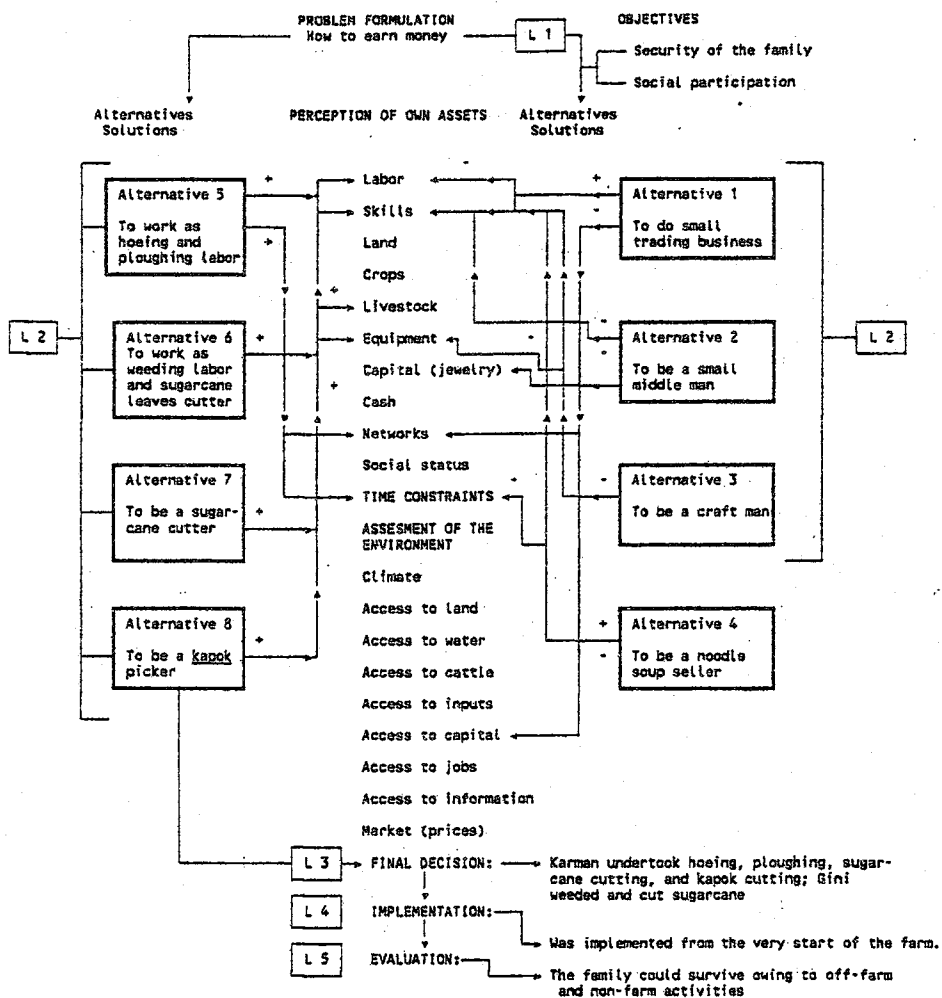 PROBLEM FORMULATION
How to earn money
L 1
OBJECTIVES
Security of the family
Social participation
Alternatives
Solutions
PERCEPTION OF OWN ASSETS
Alternatives
Solutions
L 2
Alternative 5
To work as
hoeing and
ploughing labor
+
+
Alternative 6
To work as
weeding labor
and sugarcane
leaves cutter
+
Alternative 7
To be a sugar-
cane cutter
+
Alternative 8
To be a kapok
picker
+
-
Labor
Skills
Land
Crops
+
Livestock
Equipment
-
Capital (jewelry)
+
Cash
Networks
Social status
-
TIME CONSTRAINTS
ASSESMENT OF THE
ENVIRONMENT
Climate
Access to land
Access to water
Access to cattle
Access to inputs
Access to capital
Access to jobs
Access to information
Market (prices)
+
-
Alternative 1
To do small
trading business
-
-
Alternative 2
To be a small
middle man
-
Alternative 3
To be a craft man
+
-
Alternative 4
To be a noodle
soup seller
L 2
L 3
FINAL DECISION:
Karman undertook hoeing, ploughing, sugar-
cane cutting, and kapok cutting; Gini
weeded and cut sugarcane
L 4
IMPLEMENTATION:
Was implemented from the very start of the farm.
L 5
EVALUATION:
The family could survive owing to off-farm
and non-farm activities